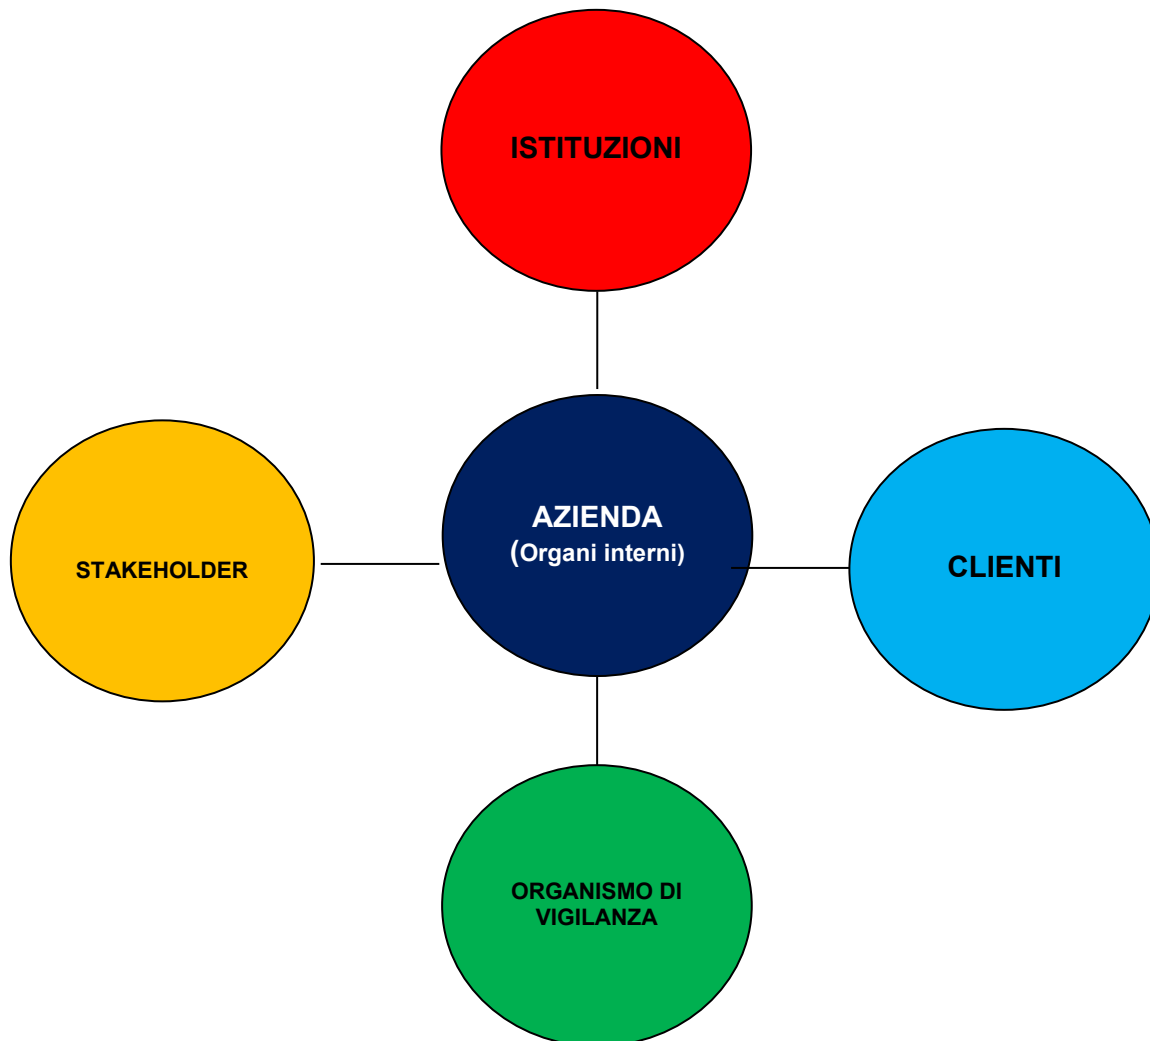 ISTITUZIONI
AZIENDA
(Organi interni)
STAKEHOLDER
CLIENTI
ORGANISMO DI
VIGILANZA